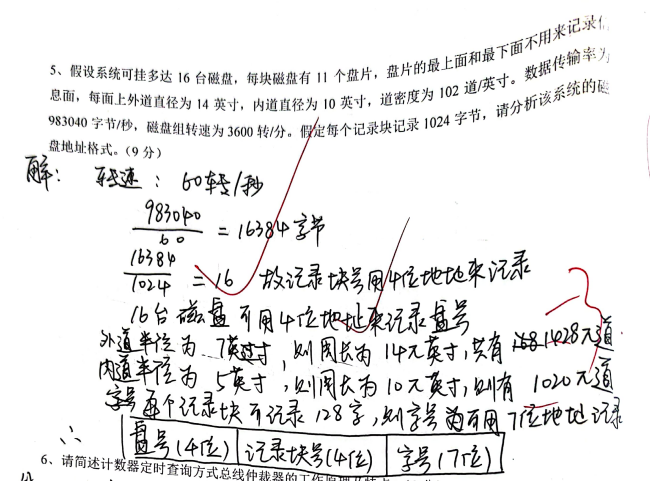 5、假设系统可挂多达 16 台磁盘，每块磁盘有 11 个盘片，盘片的最上面和最下面不用来记录信
息面，每面上外道直径为 14 英寸，内道直径为 10 英寸，道密度为 102 道/英寸。数据传输率为
983040 字节/秒，磁盘组转速为 3600 转/分。假定每个记录块记录 1024 字节，请分析该系统的磁
盘地址格式。（9 分）
解： 转速：60转/秒
983040/60 = 16384字节
16384/1024 = 16 故记录块号用4位地址来记录
16台磁盘可用4位地址来记录盘号
外道半径为 7英寸，则周长为 14π英寸，共有 1428π道
内道半径为 5英寸，则周长为 10π英寸，则有 1020π道
字号 每个记录块可记录128字，则字号为可用7位地址记录
∴ 盘号(4位) 记录块号(4位) 字号(7位)
-3
6、请简述计数器定时查询方式总线仲裁器的工作原理及特点